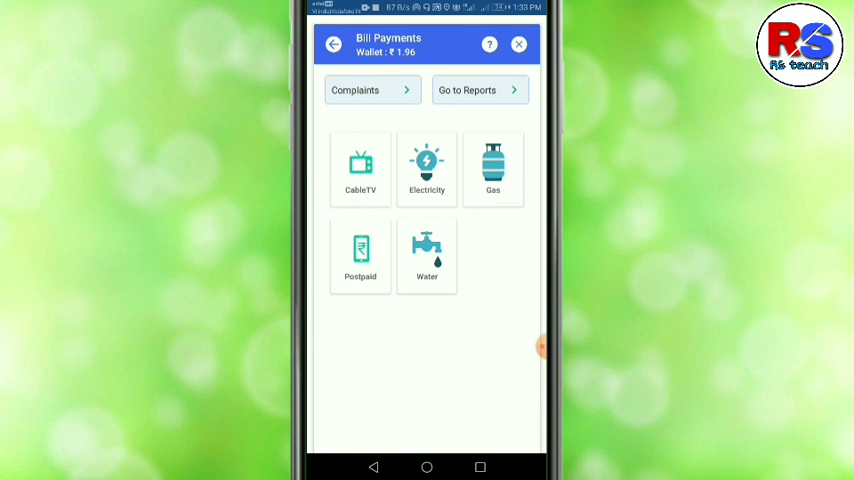 87 B/s 1:33 PM
Bill Payments
Wallet : ₹ 1.96
?
Complaints
Go to Reports
CableTV
Electricity
Gas
₹
Postpaid
Water
RS
RS teach